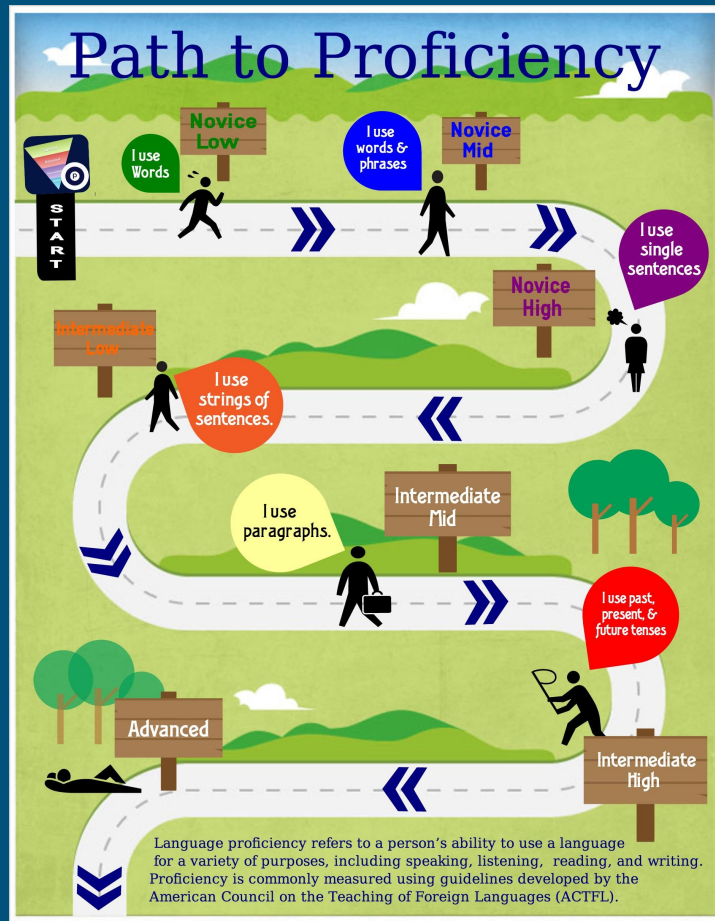 Path to Proficiency
START
I use
Words
Novice
Low
I use
words &
phrases
Novice
Mid
I use
single
sentences
Novice
High
Intermediate
Low
I use
strings of
sentences.
I use
paragraphs.
Intermediate
Mid
I use past,
present, &
future tenses
Intermediate
High
Advanced
Language proficiency refers to a person's ability to use a language
for a variety of purposes, including speaking, listening, reading, and writing.
Proficiency is commonly measured using guidelines developed by the
American Council on the Teaching of Foreign Languages (ACTFL).